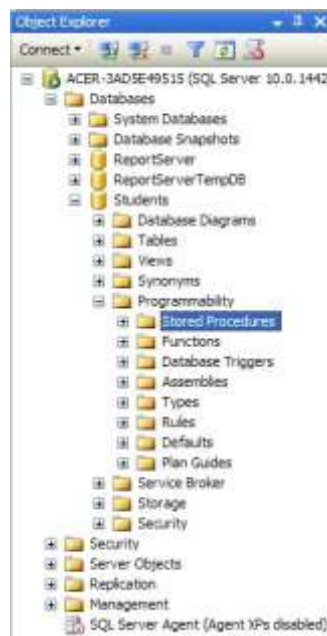 Object Explorer
Connect
ACER-3AD5E49515 (SQL Server 10.0.1442
Databases
System Databases
Database Snapshots
ReportServer
ReportServerTempDB
Students
Database Diagrams
Tables
Views
Synonyms
Programmability
Stored Procedures
Functions
Database Triggers
Assemblies
Types
Rules
Defaults
Plan Guides
Service Broker
Storage
Security
Security
Server Objects
Replication
Management
SQL Server Agent (Agent XPs disabled)